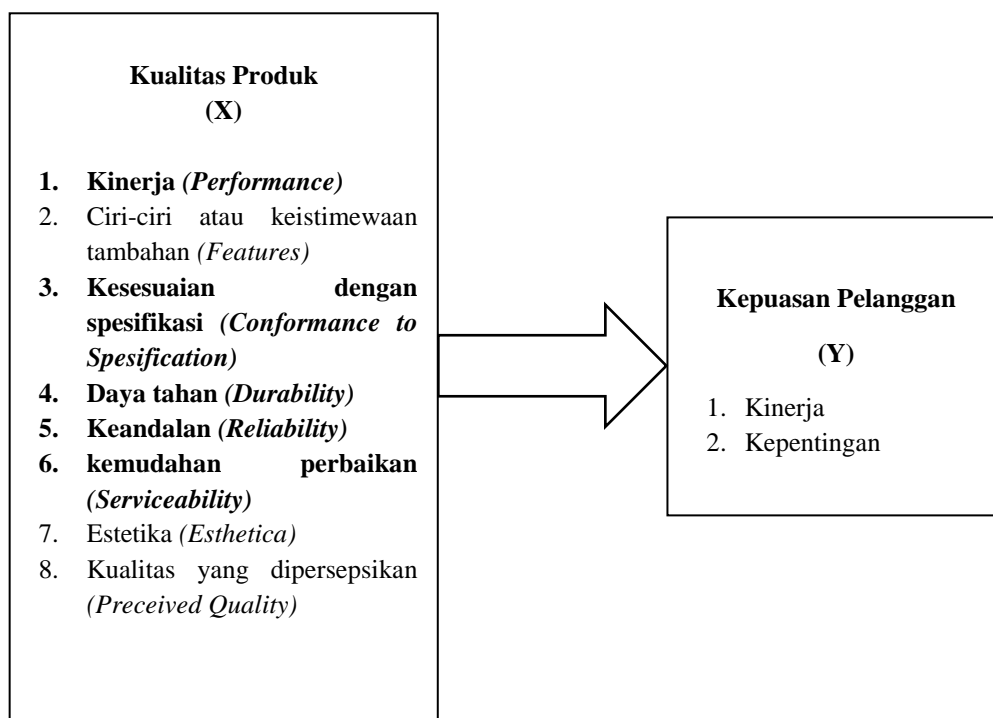 Kualitas Produk
(X)
1. Kinerja (Performance)
2. Ciri-ciri atau keistimewaan
tambahan (Features)
3. Kesesuaian dengan
spesifikasi (Conformance to
Spesification)
4. Daya tahan (Durability)
5. Keandalan (Reliability)
6. kemudahan perbaikan
(Serviceability)
7. Estetika (Esthetica)
8. Kualitas yang dipersepsikan
(Preceived Quality)
Kepuasan Pelanggan
(Y)
1. Kinerja
2. Kepentingan